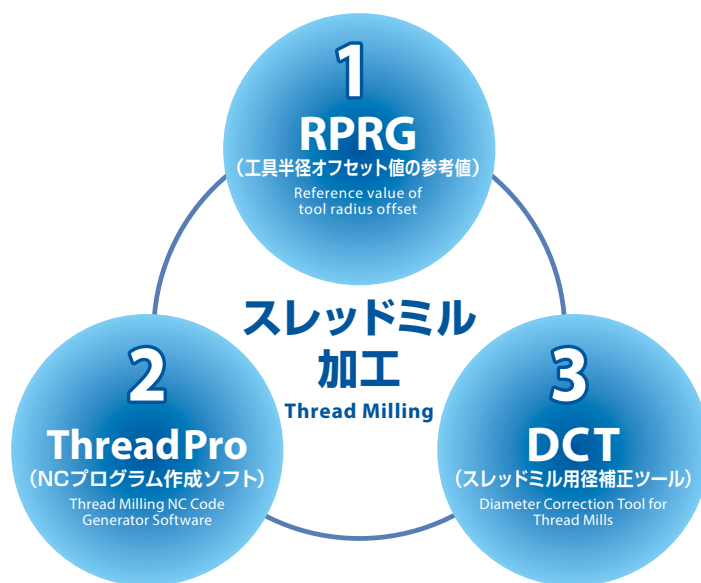 1
RPRG
（工具半径オフセット値の参考値）
Reference value of
tool radius offset
スレッドミル
加工
Thread Milling
2
ThreadPro
（NCプログラム作成ソフト）
Thread Milling NC Code
Generator Software
3
DCT
（スレッドミル用径補正ツール）
Diameter Correction Tool for
Thread Mills